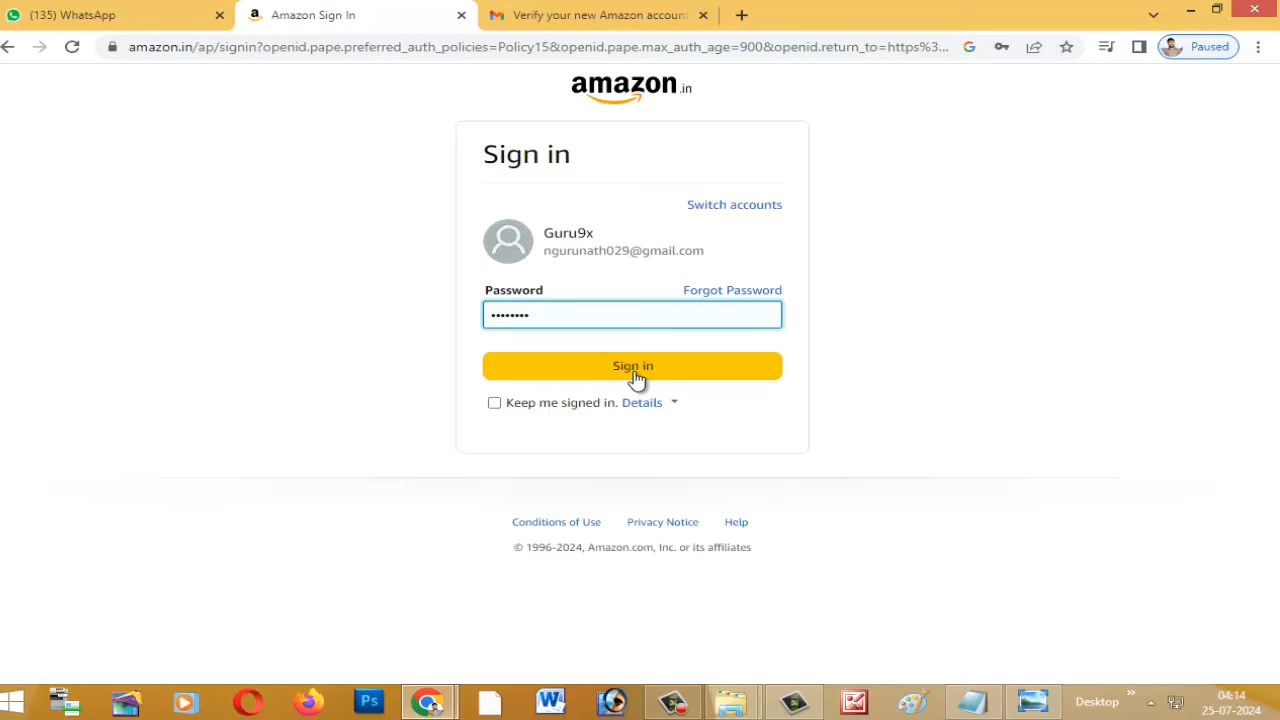 (135) WhatsApp
Amazon Sign In
Verify your new Amazon account
amazon.in/ap/signin?openid.pape.preferred_auth_policies=Policy15&openid.pape.max_auth_age=900&openid.return_to=https%3...
Paused
amazon.in
Sign in
Switch accounts
Guru9x
ngurunath029@gmail.com
Password
Forgot Password
Sign in
Keep me signed in. Details
Conditions of Use
Privacy Notice
Help
© 1996-2024, Amazon.com, Inc. or its affiliates
Ps
W
Desktop
04:14
25-07-2024